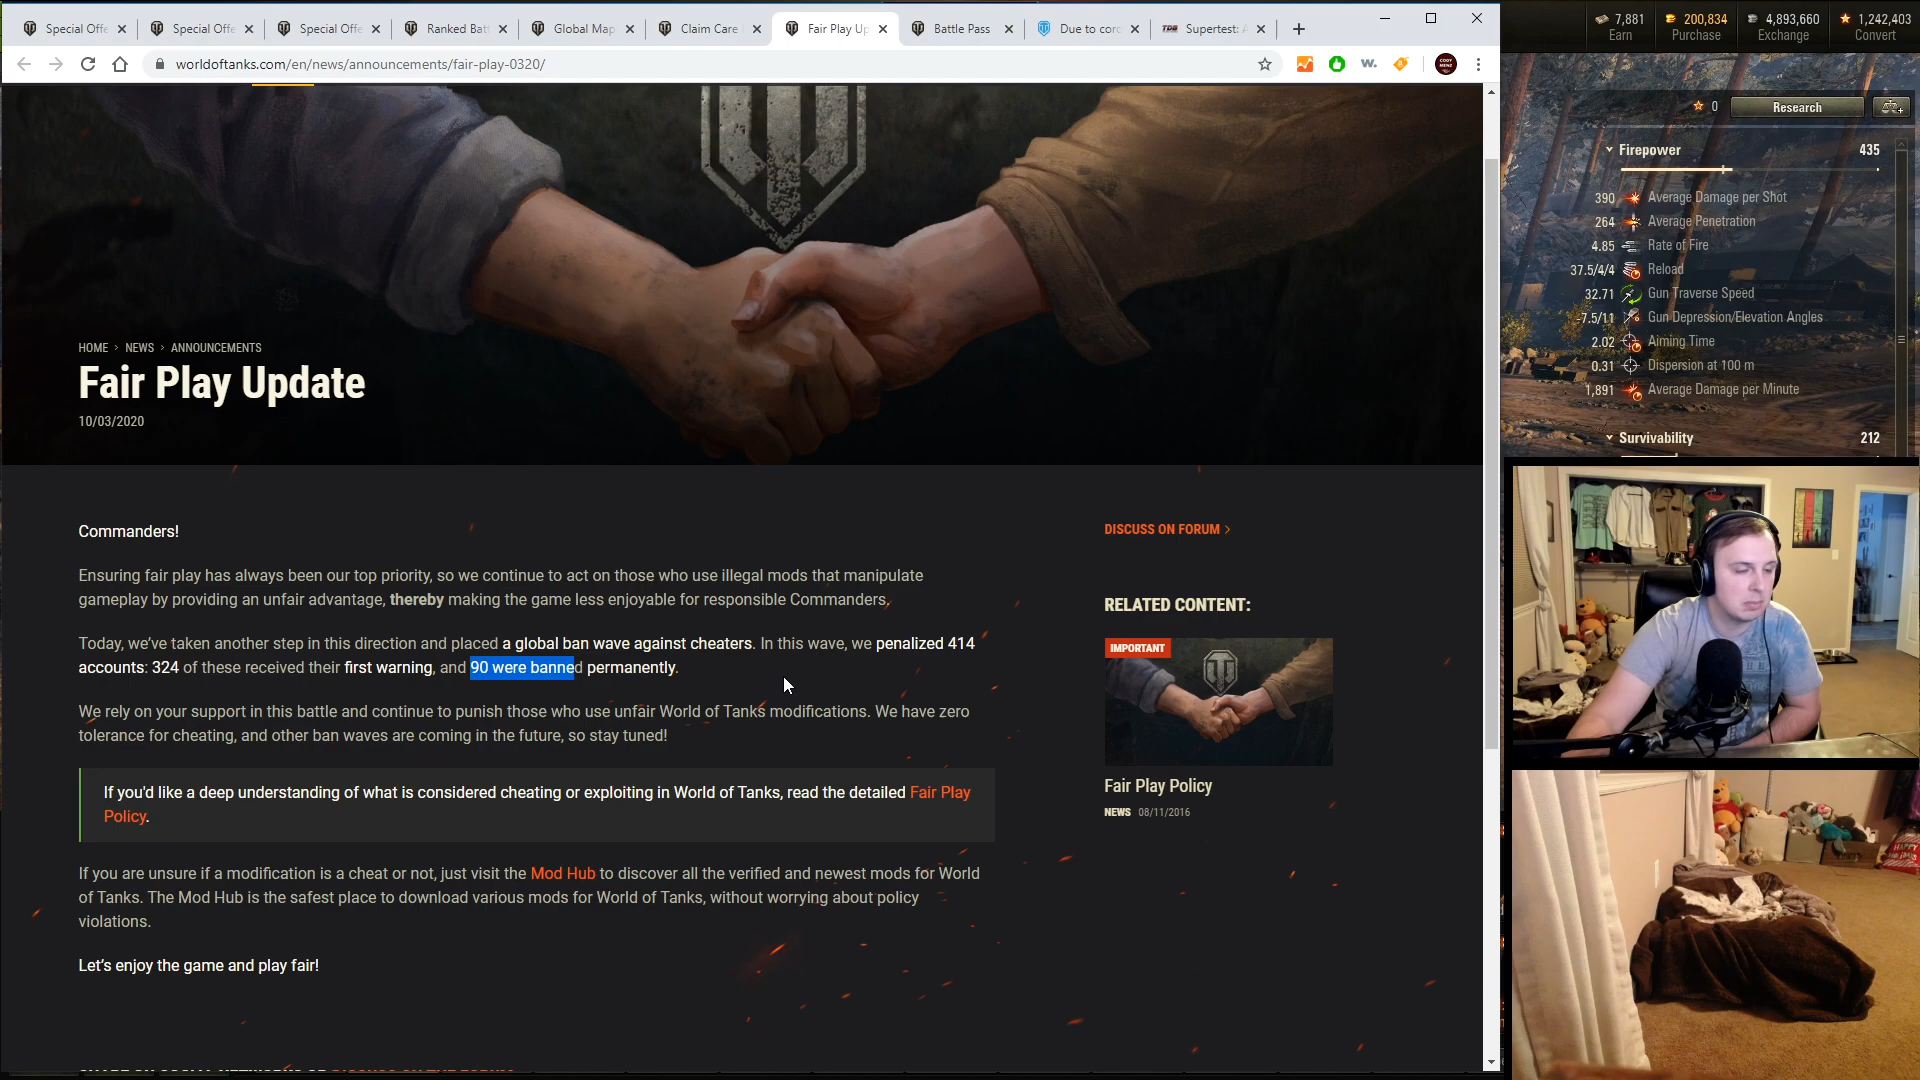 Special Offe
Special Offe
Special Offe
Ranked Batt
Global Map
Claim Care
Fair Play Up
Battle Pass
Due to coro
Supertest: A
worldoftanks.com/en/news/announcements/fair-play-0320/
7,881
Earn
200,834
Purchase
4,893,660
Exchange
1,242,403
Convert
0
Research
Firepower 435
390 Average Damage per Shot
264 Average Penetration
4.85 Rate of Fire
37.5/4/4 Reload
32.71 Gun Traverse Speed
-7.5/11 Gun Depression/Elevation Angles
2.02 Aiming Time
0.31 Dispersion at 100 m
1,891 Average Damage per Minute
Survivability 212
HOME > NEWS > ANNOUNCEMENTS
Fair Play Update
10/03/2020
Commanders!
Ensuring fair play has always been our top priority, so we continue to act on those who use illegal mods that manipulate
gameplay by providing an unfair advantage, thereby making the game less enjoyable for responsible Commanders.
Today, we've taken another step in this direction and placed a global ban wave against cheaters. In this wave, we penalized 414
accounts: 324 of these received their first warning, and 90 were banned permanently.
We rely on your support in this battle and continue to punish those who use unfair World of Tanks modifications. We have zero
tolerance for cheating, and other ban waves are coming in the future, so stay tuned!
If you'd like a deep understanding of what is considered cheating or exploiting in World of Tanks, read the detailed Fair Play
Policy.
If you are unsure if a modification is a cheat or not, just visit the Mod Hub to discover all the verified and newest mods for World
of Tanks. The Mod Hub is the safest place to download various mods for World of Tanks, without worrying about policy
violations.
Let's enjoy the game and play fair!
DISCUSS ON FORUM >
RELATED CONTENT:
IMPORTANT
Fair Play Policy
NEWS 08/11/2016